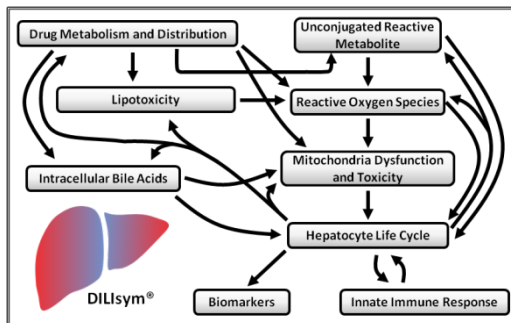 Drug Metabolism and Distribution
Unconjugated Reactive
Metabolite
Lipotoxicity
Reactive Oxygen Species
Intracellular Bile Acids
Mitochondria Dysfunction
and Toxicity
Hepatocyte Life Cycle
DILIsym®
Biomarkers
Innate Immune Response